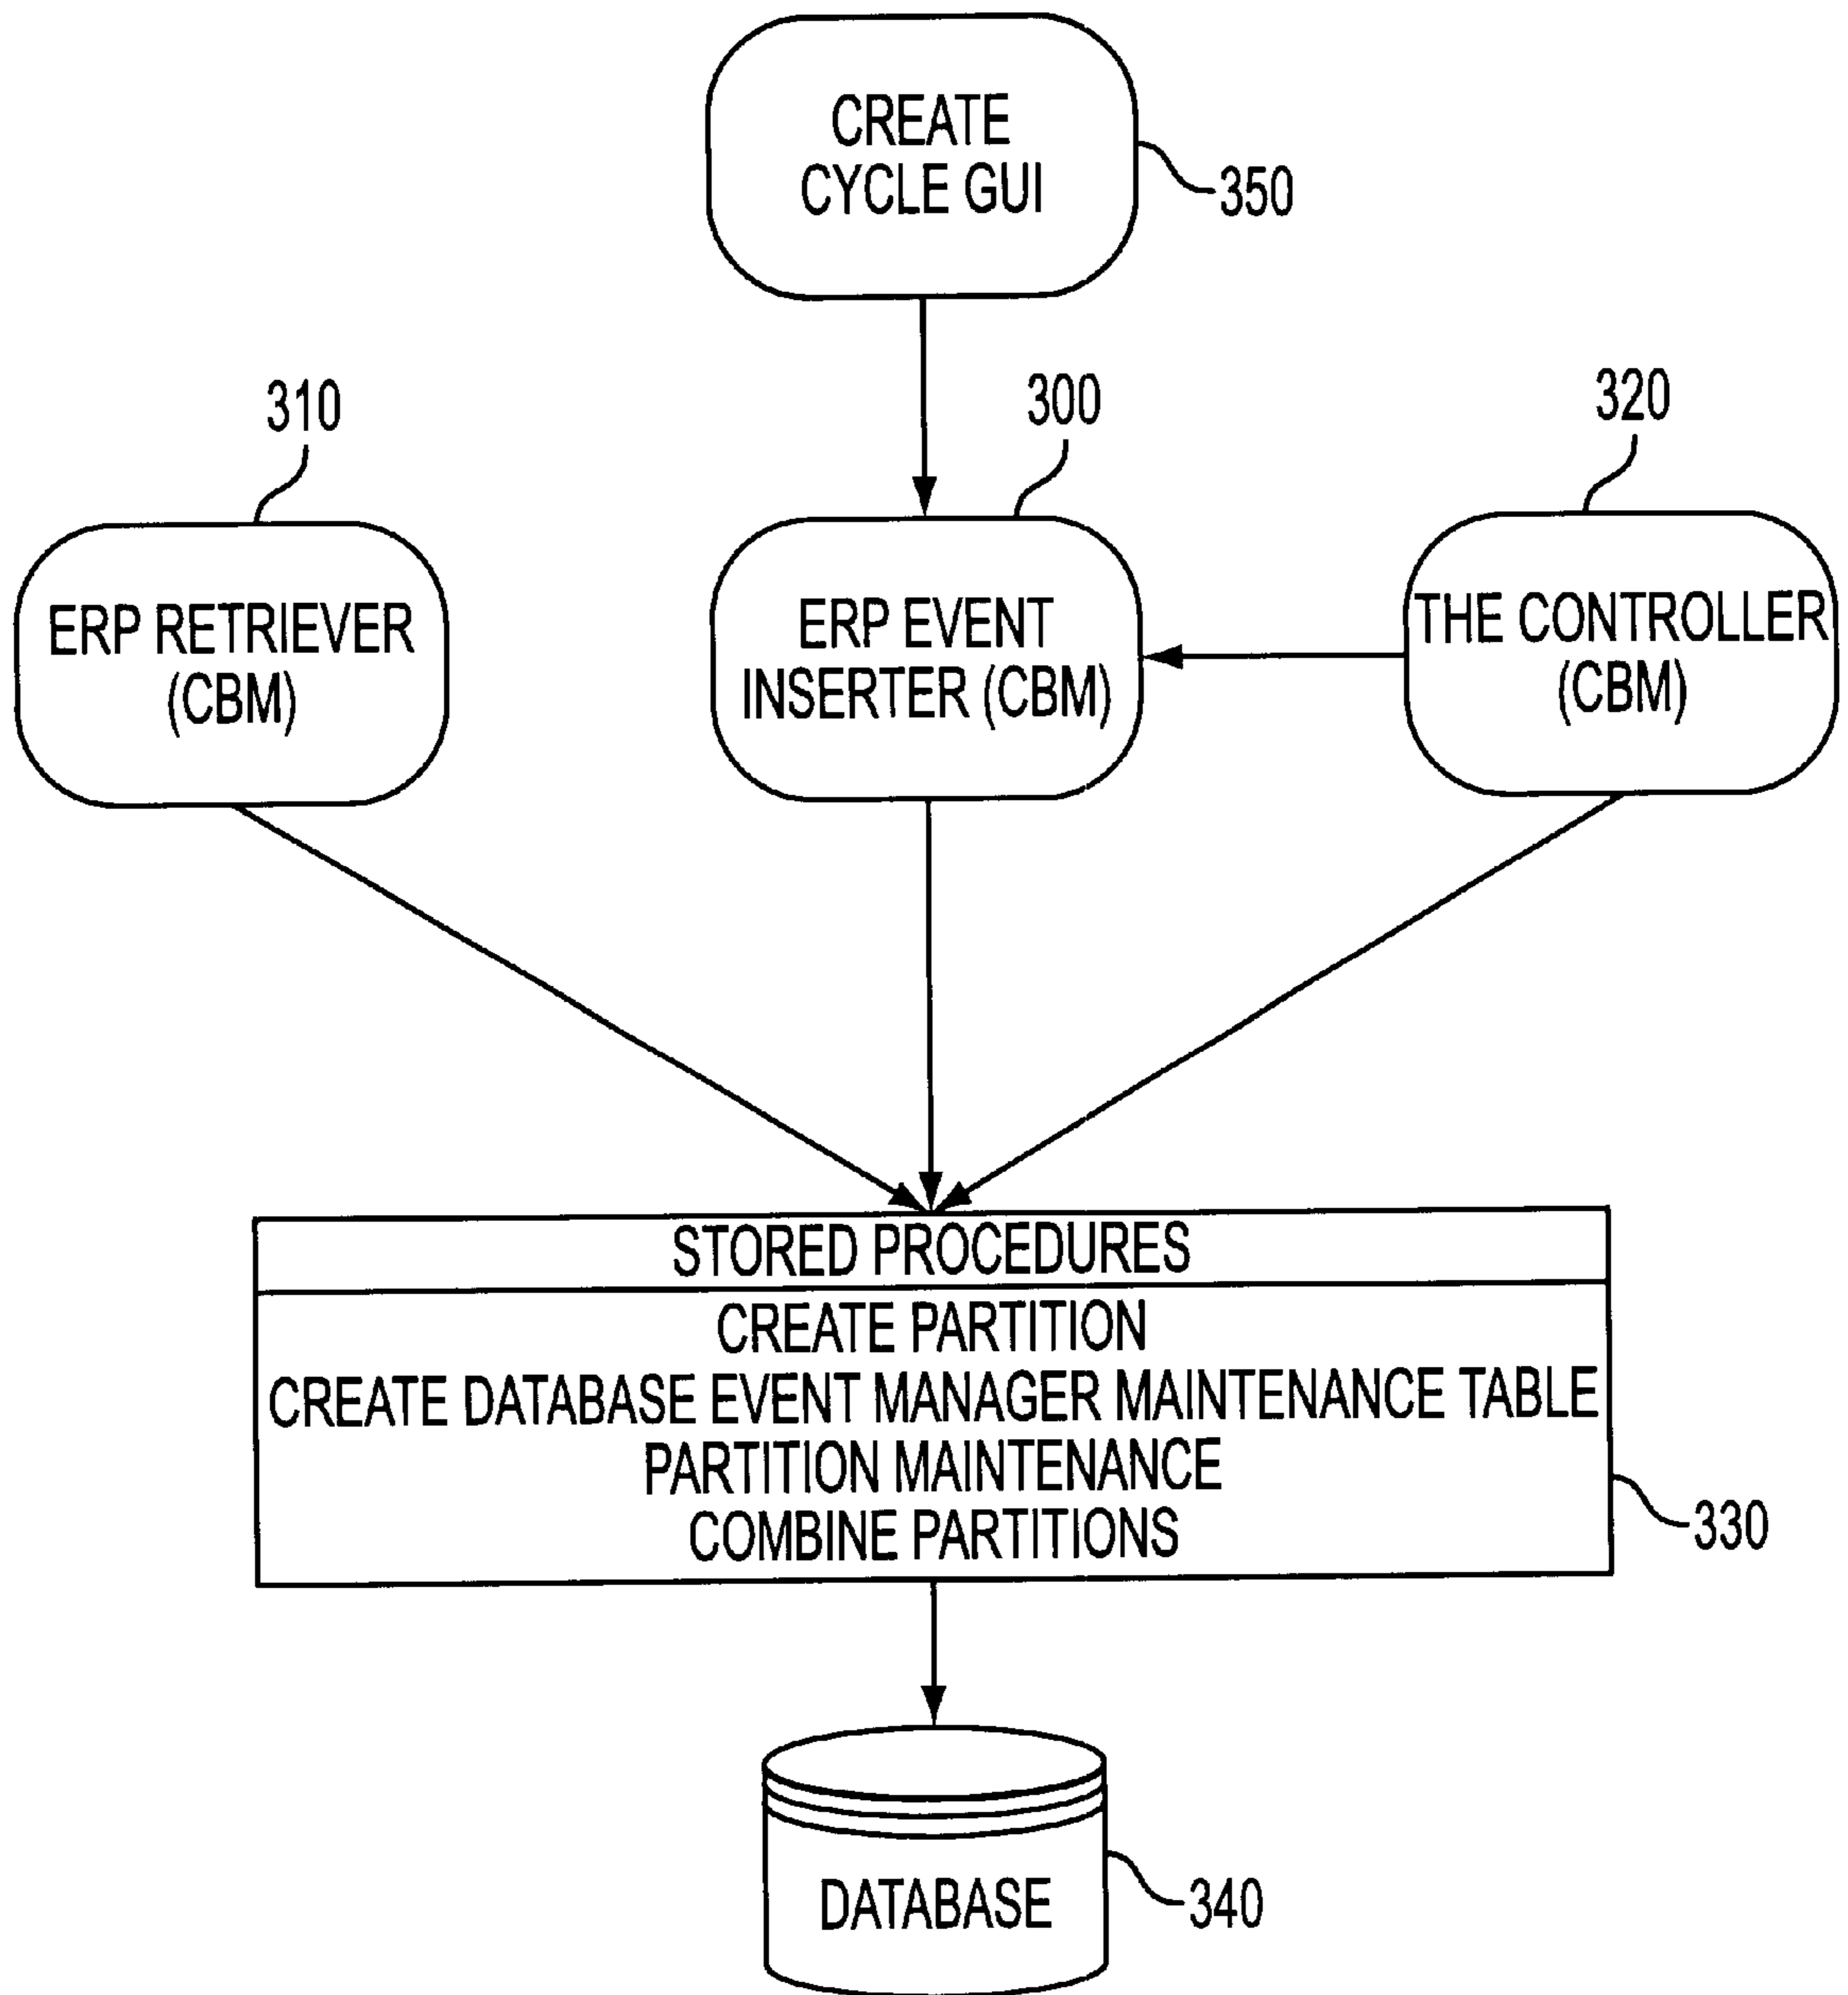 CREATE
CYCLE GUI
350
310
300
320
ERP RETRIEVER
(CBM)
ERP EVENT
INSERTER (CBM)
THE CONTROLLER
(CBM)
STORED PROCEDURES
CREATE PARTITION
CREATE DATABASE EVENT MANAGER MAINTENANCE TABLE
PARTITION MAINTENANCE
COMBINE PARTITIONS
330
DATABASE
340